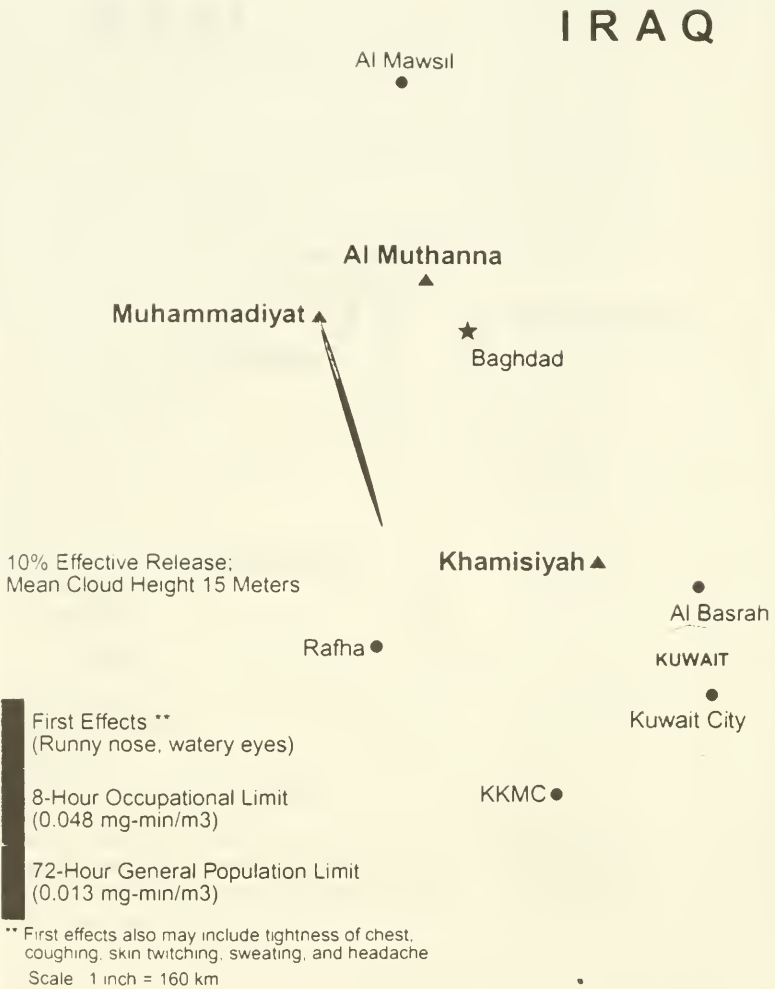 IRAQ
Al Mawsil
Al Muthanna
Muhammadiyat
Baghdad
10% Effective Release;
Mean Cloud Height 15 Meters
Khamisiyah
Al Basrah
Rafha
KUWAIT
Kuwait City
First Effects **
(Runny nose, watery eyes)
KKMC
8-Hour Occupational Limit
(0.048 mg-min/m3)
72-Hour General Population Limit
(0.013 mg-min/m3)
** First effects also may include tightness of chest,
coughing, skin twitching, sweating, and headache
Scale 1 inch = 160 km